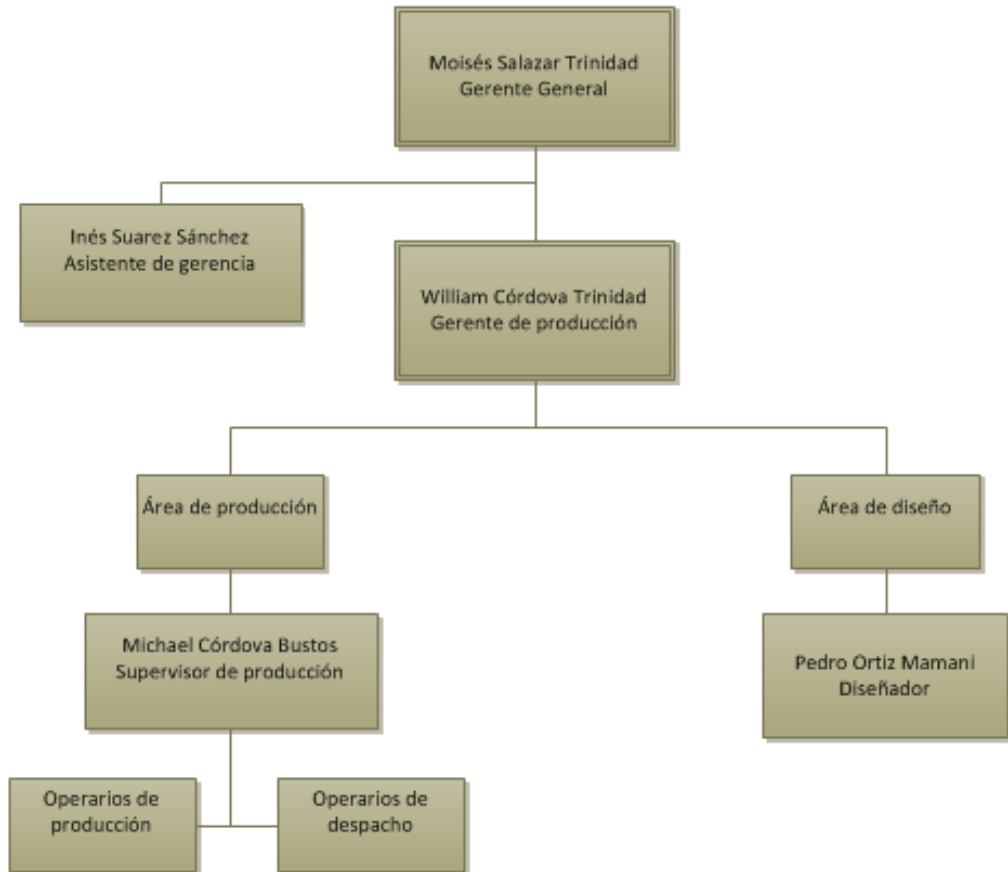 Moisés Salazar Trinidad
Gerente General
Inés Suarez Sánchez
Asistente de gerencia
William Córdova Trinidad
Gerente de producción
Área de producción
Área de diseño
Michael Córdova Bustos
Supervisor de producción
Pedro Ortiz Mamani
Diseñador
Operarios de
producción
Operarios de
despacho